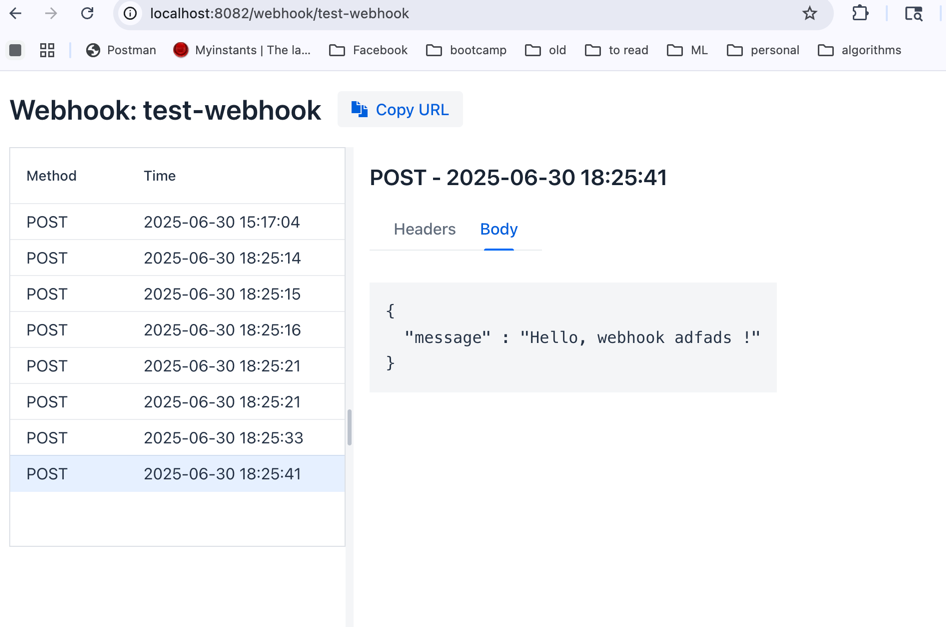 localhost:8082/webhook/test-webhook
Postman Myinstants | The la... Facebook bootcamp old to read ML personal algorithms
Webhook: test-webhook Copy URL
Method Time
POST 2025-06-30 15:17:04
POST 2025-06-30 18:25:14
POST 2025-06-30 18:25:15
POST 2025-06-30 18:25:16
POST 2025-06-30 18:25:21
POST 2025-06-30 18:25:21
POST 2025-06-30 18:25:33
POST 2025-06-30 18:25:41
POST - 2025-06-30 18:25:41
Headers Body
{
  "message" : "Hello, webhook adfads !"
}